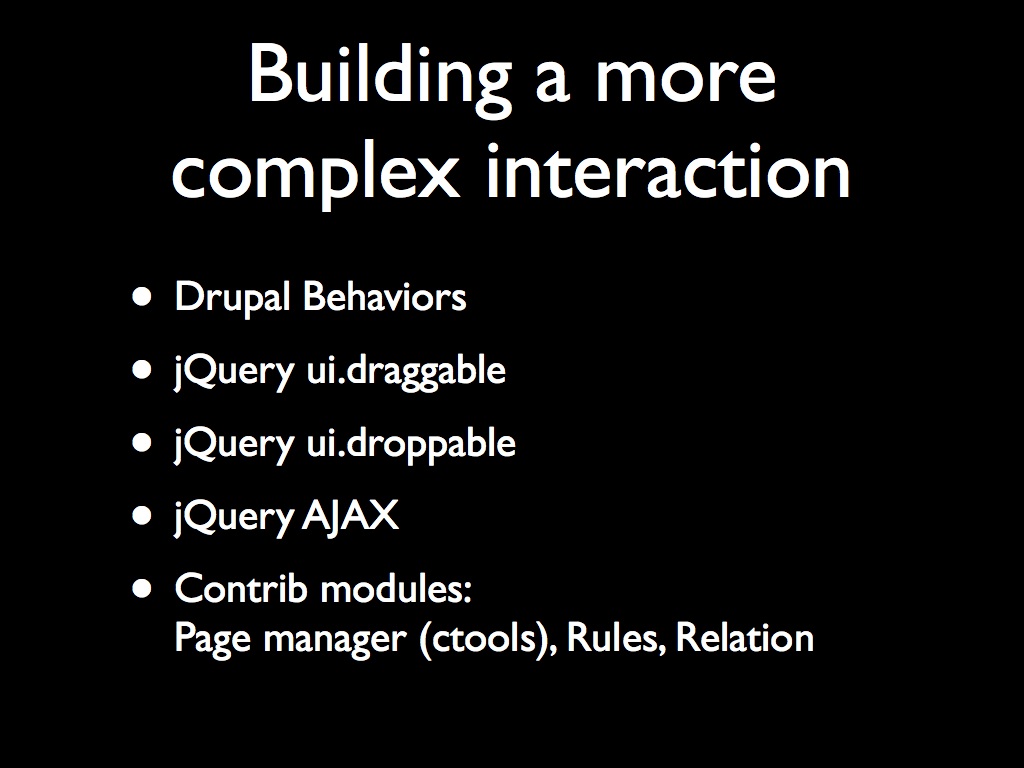 Building a more
complex interaction
• Drupal Behaviors
• jQuery ui.draggable
• jQuery ui.droppable
• jQuery AJAX
• Contrib modules:
Page manager (ctools), Rules, Relation